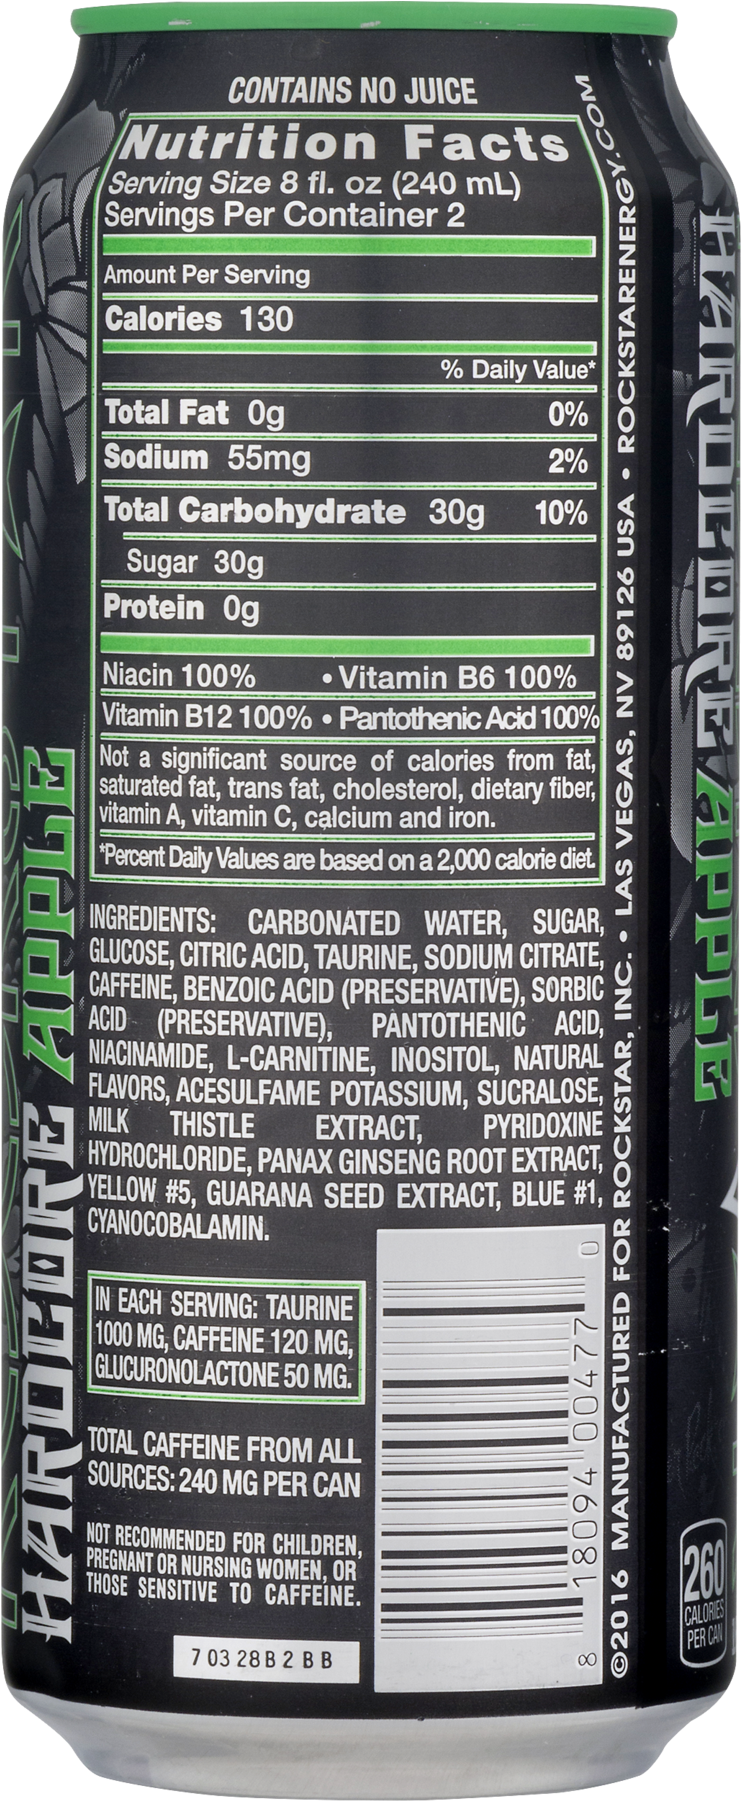 CONTAINS NO JUICE
Nutrition Facts
Serving Size 8 fl. oz (240 mL)
Servings Per Container 2
Amount Per Serving
Calories 130
% Daily Value*
Total Fat 0g 0%
Sodium 55mg 2%
Total Carbohydrate 30g 10%
Sugar 30g
Protein 0g
Niacin 100% • Vitamin B6 100%
Vitamin B12 100% • Pantothenic Acid 100%
Not a significant source of calories from fat,
saturated fat, trans fat, cholesterol, dietary fiber,
vitamin A, vitamin C, calcium and iron.
*Percent Daily Values are based on a 2,000 calorie diet.
INGREDIENTS: CARBONATED WATER, SUGAR,
GLUCOSE, CITRIC ACID, TAURINE, SODIUM CITRATE,
CAFFEINE, BENZOIC ACID (PRESERVATIVE), SORBIC
ACID (PRESERVATIVE), PANTOTHENIC ACID,
NIACINAMIDE, L-CARNITINE, INOSITOL, NATURAL
FLAVORS, ACESULFAME POTASSIUM, SUCRALOSE,
MILK THISTLE EXTRACT, PYRIDOXINE
HYDROCHLORIDE, PANAX GINSENG ROOT EXTRACT,
YELLOW #5, GUARANA SEED EXTRACT, BLUE #1,
CYANOCOBALAMIN.
IN EACH SERVING: TAURINE
1000 MG, CAFFEINE 120 MG,
GLUCURONOLACTONE 50 MG.
TOTAL CAFFEINE FROM ALL
SOURCES: 240 MG PER CAN
NOT RECOMMENDED FOR CHILDREN,
PREGNANT OR NURSING WOMEN, OR
THOSE SENSITIVE TO CAFFEINE.
7 03 28 B 2 B B
8 18094 00477 0
©2016 MANUFACTURED FOR ROCKSTAR, INC. • LAS VEGAS, NV 89126 USA • ROCKSTARENERGY.COM
HARDCORE APPLE
HARDCORE APPLE
260
CALORIES
PER CAN